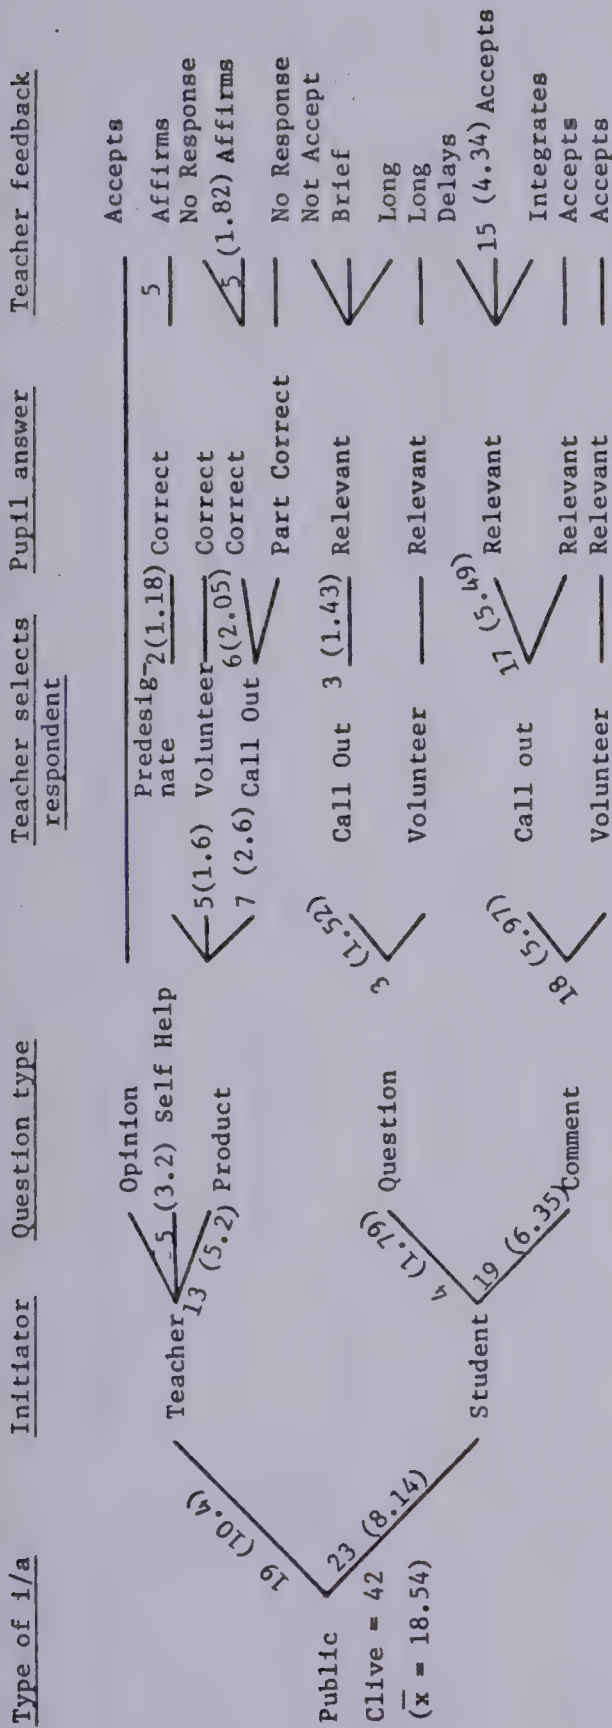 Type of i/a
Initiator
Question type
Teacher selects
respondent
Pupil answer
Teacher feedback
Public
Clive = 42
(x̄ = 18.54)
19 (10.4)
23 (8.14)
Teacher
Student
Opinion
5 (3.2) Self Help
13 (5.2) Product
4 (1.79) Question
19 (6.35) Comment
Predesig-
nate
2(1.18) Correct
5(1.6) Volunteer
Correct
7 (2.6) Call Out
6(2.05) Correct
Part Correct
3 (1.52)
Call Out 3 (1.43) Relevant
Volunteer
Relevant
18 (5.97)
Call out
17 (5.49)
Relevant
Relevant
Volunteer
Relevant
Accepts
5 Affirms
No Response
5 (1.82) Affirms
No Response
Not Accept
Brief
Long
Long
Delays
15 (4.34) Accepts
Integrates
Accepts
Accepts